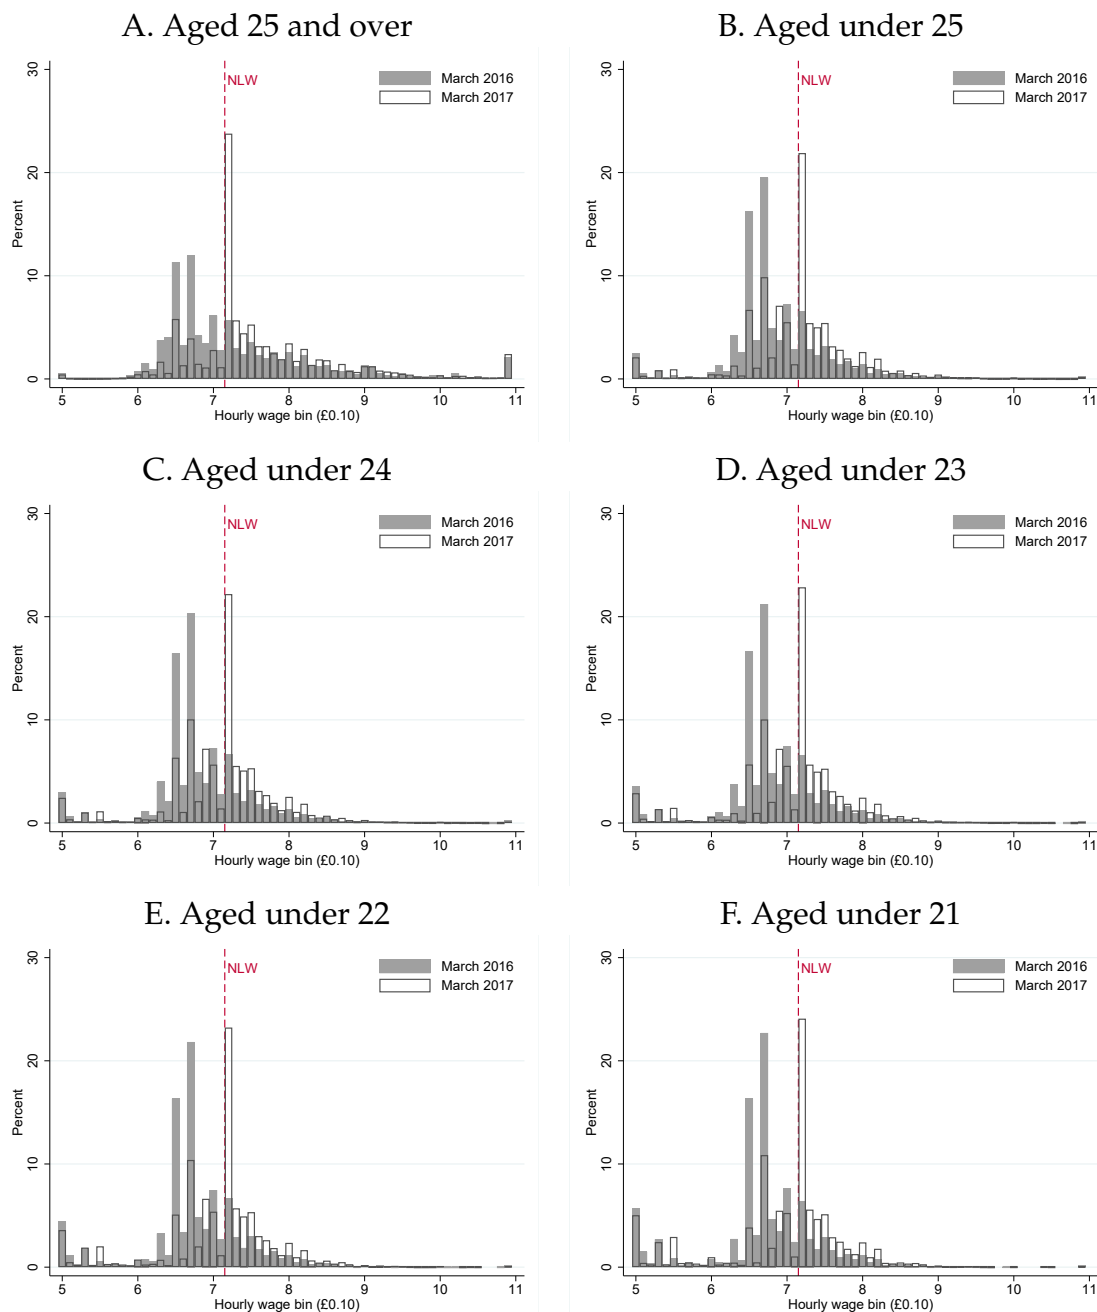 A. Aged 25 and over
30
20
10
0
Percent
NLW
March 2016
March 2017
5 6 7 8 9 10 11
Hourly wage bin (£0.10)
B. Aged under 25
30
20
10
0
Percent
NLW
March 2016
March 2017
5 6 7 8 9 10 11
Hourly wage bin (£0.10)
C. Aged under 24
30
20
10
0
Percent
NLW
March 2016
March 2017
5 6 7 8 9 10 11
Hourly wage bin (£0.10)
D. Aged under 23
30
20
10
0
Percent
NLW
March 2016
March 2017
5 6 7 8 9 10 11
Hourly wage bin (£0.10)
E. Aged under 22
30
20
10
0
Percent
NLW
March 2016
March 2017
5 6 7 8 9 10 11
Hourly wage bin (£0.10)
F. Aged under 21
30
20
10
0
Percent
NLW
March 2016
March 2017
5 6 7 8 9 10 11
Hourly wage bin (£0.10)